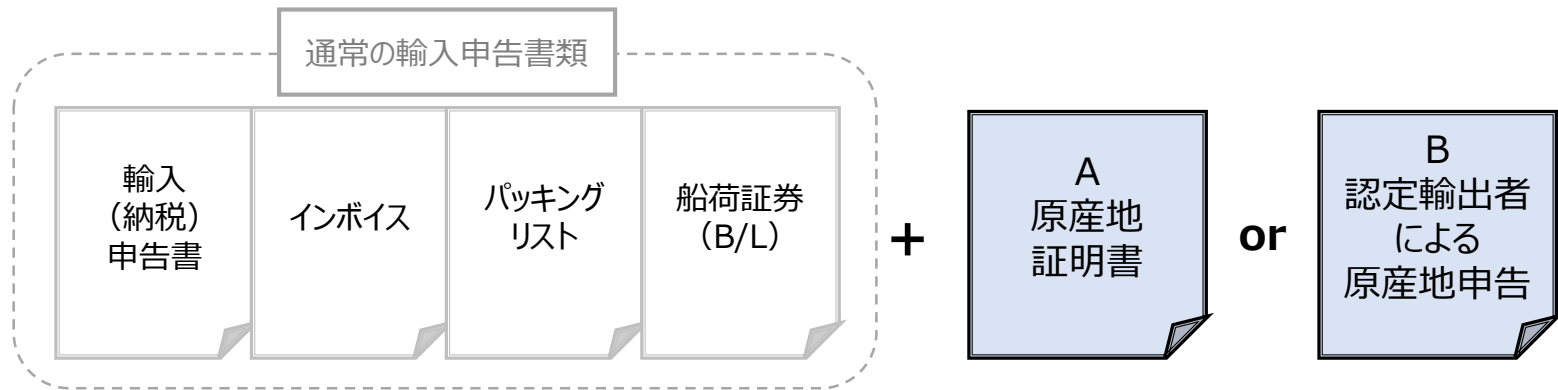 通常の輸入申告書類
輸入
（納税）
申告書
インボイス
パッキング
リスト
船荷証券
（B/L）
+
A
原産地
証明書
or
B
認定輸出者
による
原産地申告